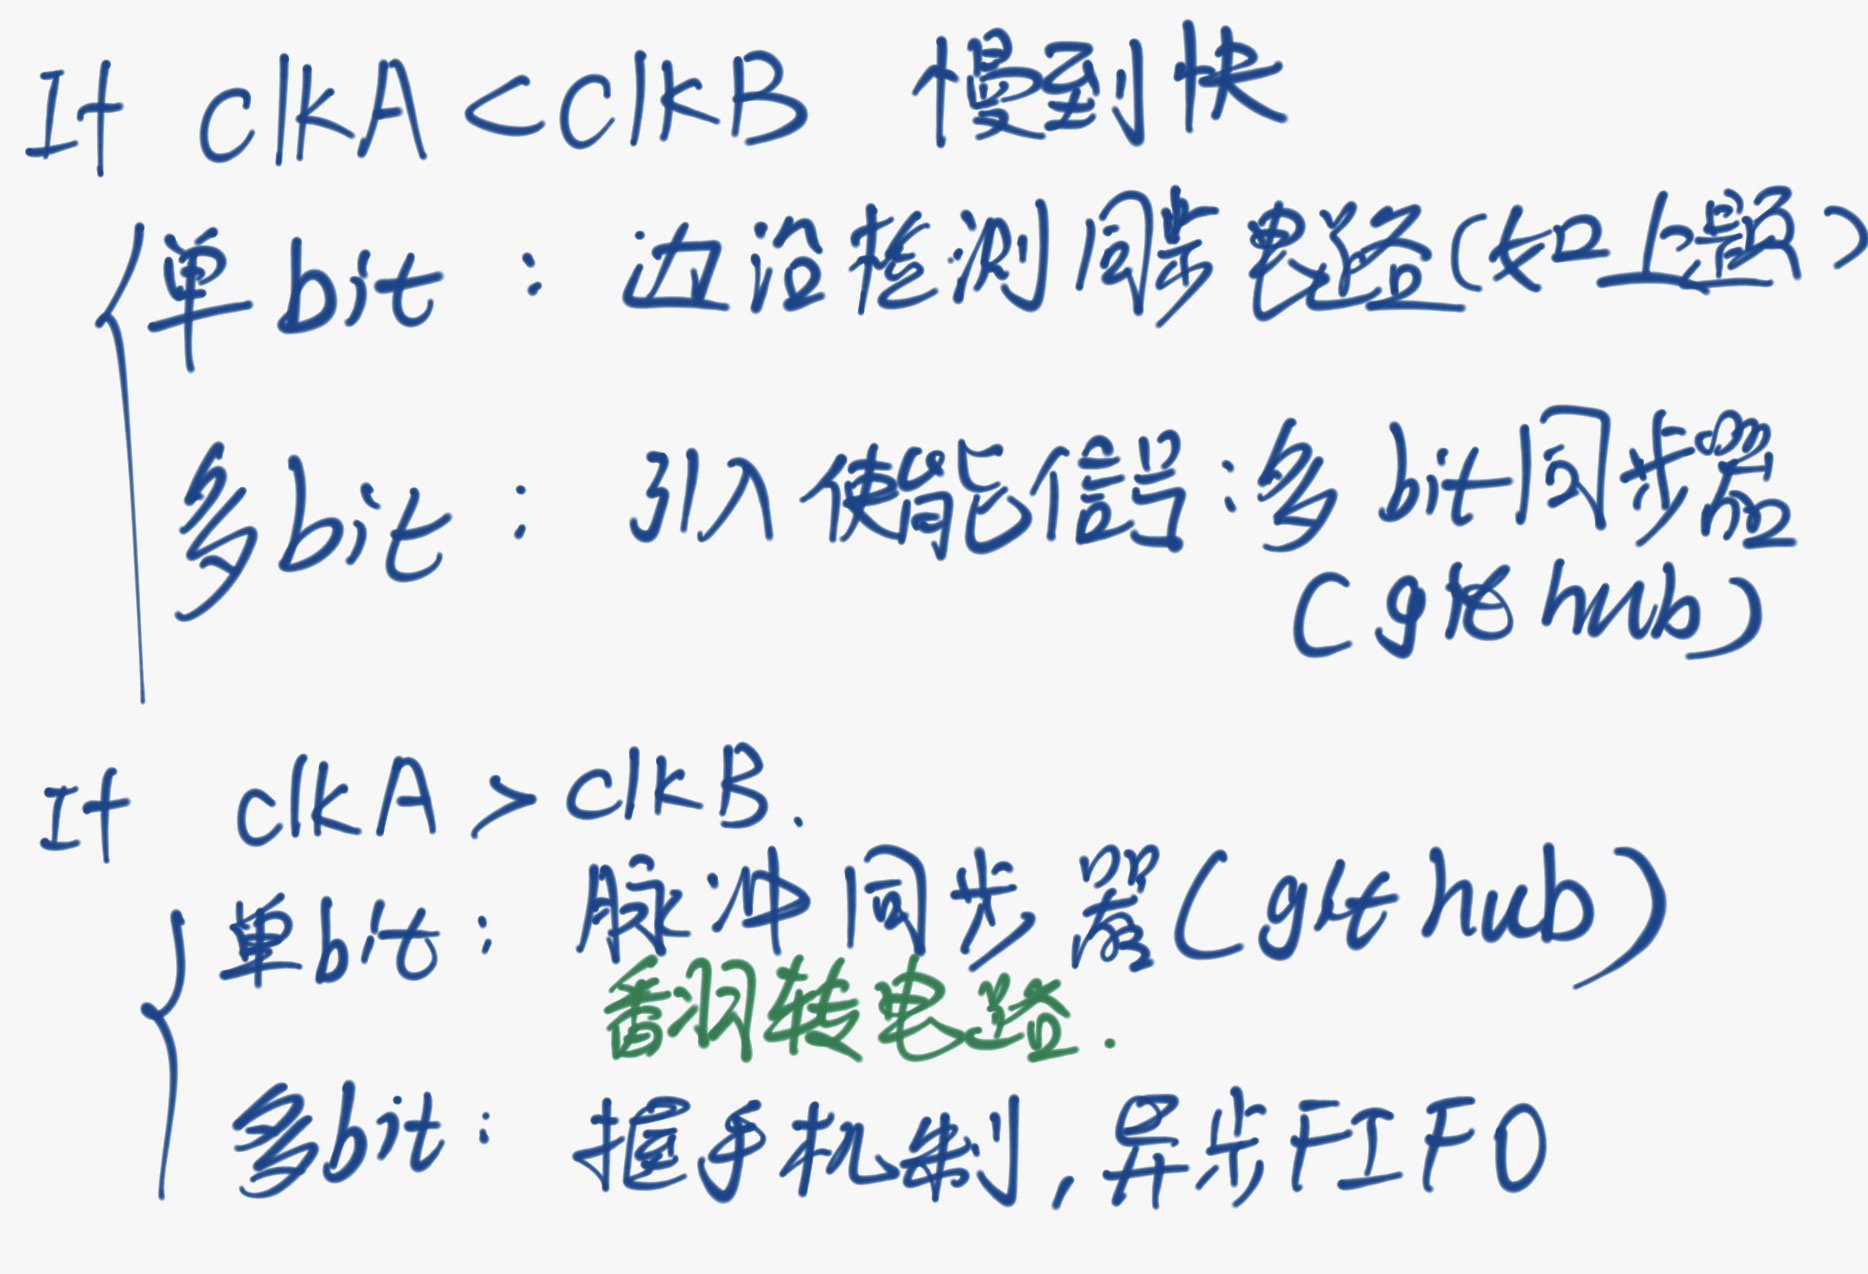 If clkA < clkB 慢到快
单bit : 边沿检测同步电路(如上题)
多bit : 引入使能信号:多bit同步器
(github)
If clkA > clkB.
单bit: 脉冲同步器(github)
翻转电路.
多bit: 握手机制,异步FIFO